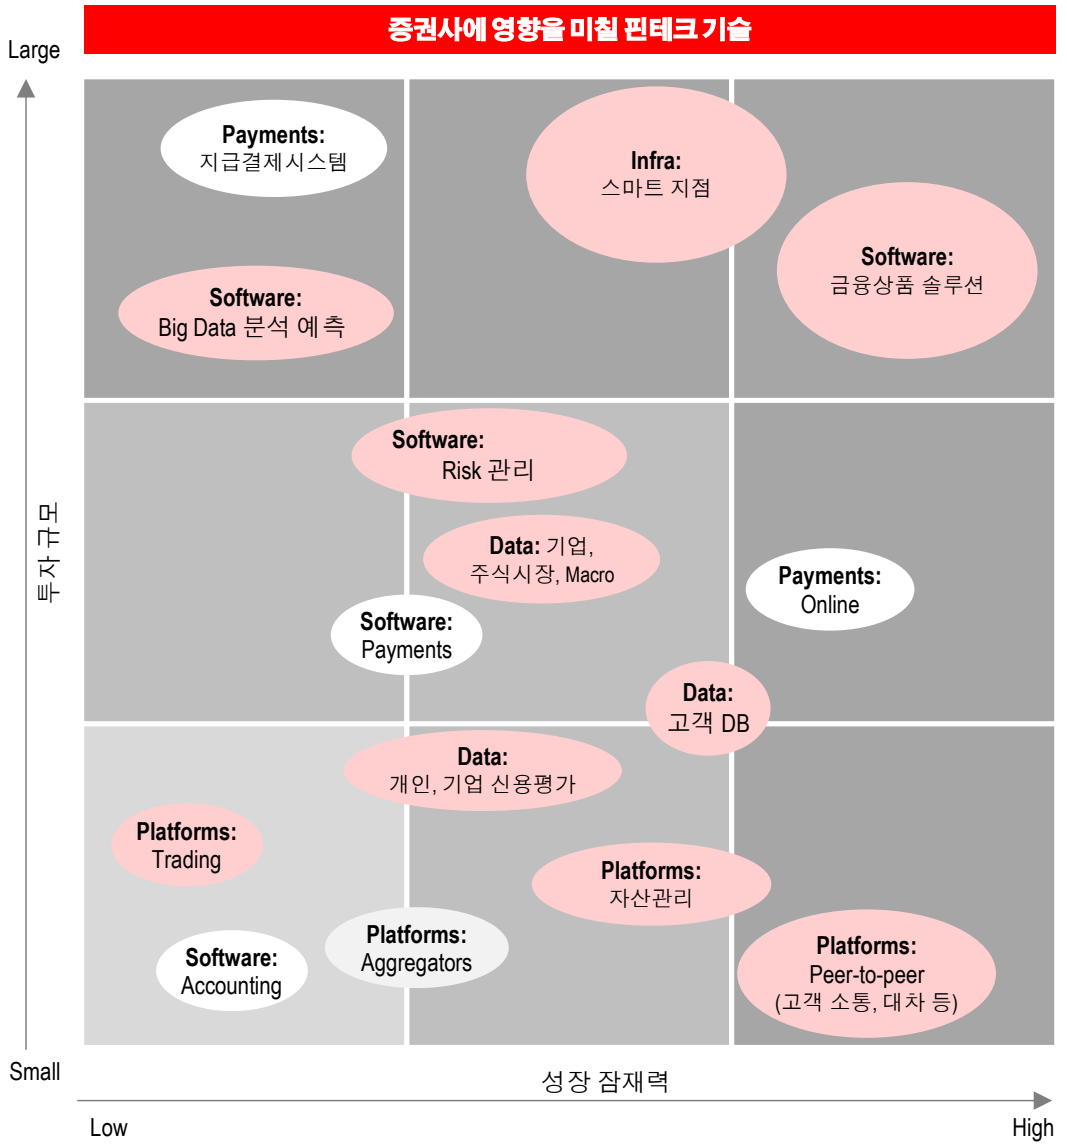 증권사에 영향을 미칠 핀테크 기술
Large
Payments:
지급결제시스템
Infra:
스마트 지점
Software:
금융상품 솔루션
Software:
Big Data 분석 예측
Software:
Risk 관리
Data: 기업,
주식시장, Macro
Payments:
Online
Software:
Payments
Data:
고객 DB
투자 규모
Data:
개인, 기업 신용평가
Platforms:
Trading
Platforms:
자산관리
Platforms:
Aggregators
Software:
Accounting
Platforms:
Peer-to-peer
(고객 소통, 대차 등)
Small
성장 잠재력
Low
High